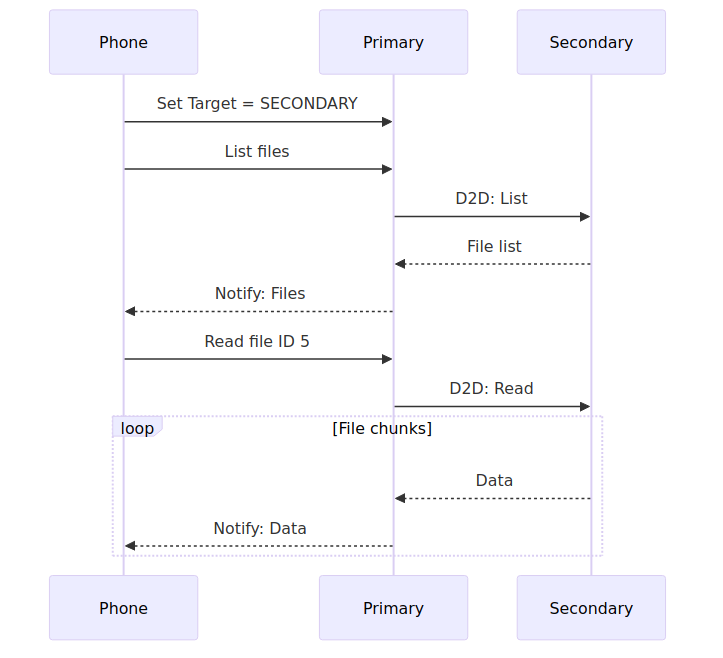 Phone Primary Secondary
Set Target = SECONDARY
List files
D2D: List
File list
Notify: Files
Read file ID 5
D2D: Read
loop [File chunks]
Data
Notify: Data
Phone Primary Secondary